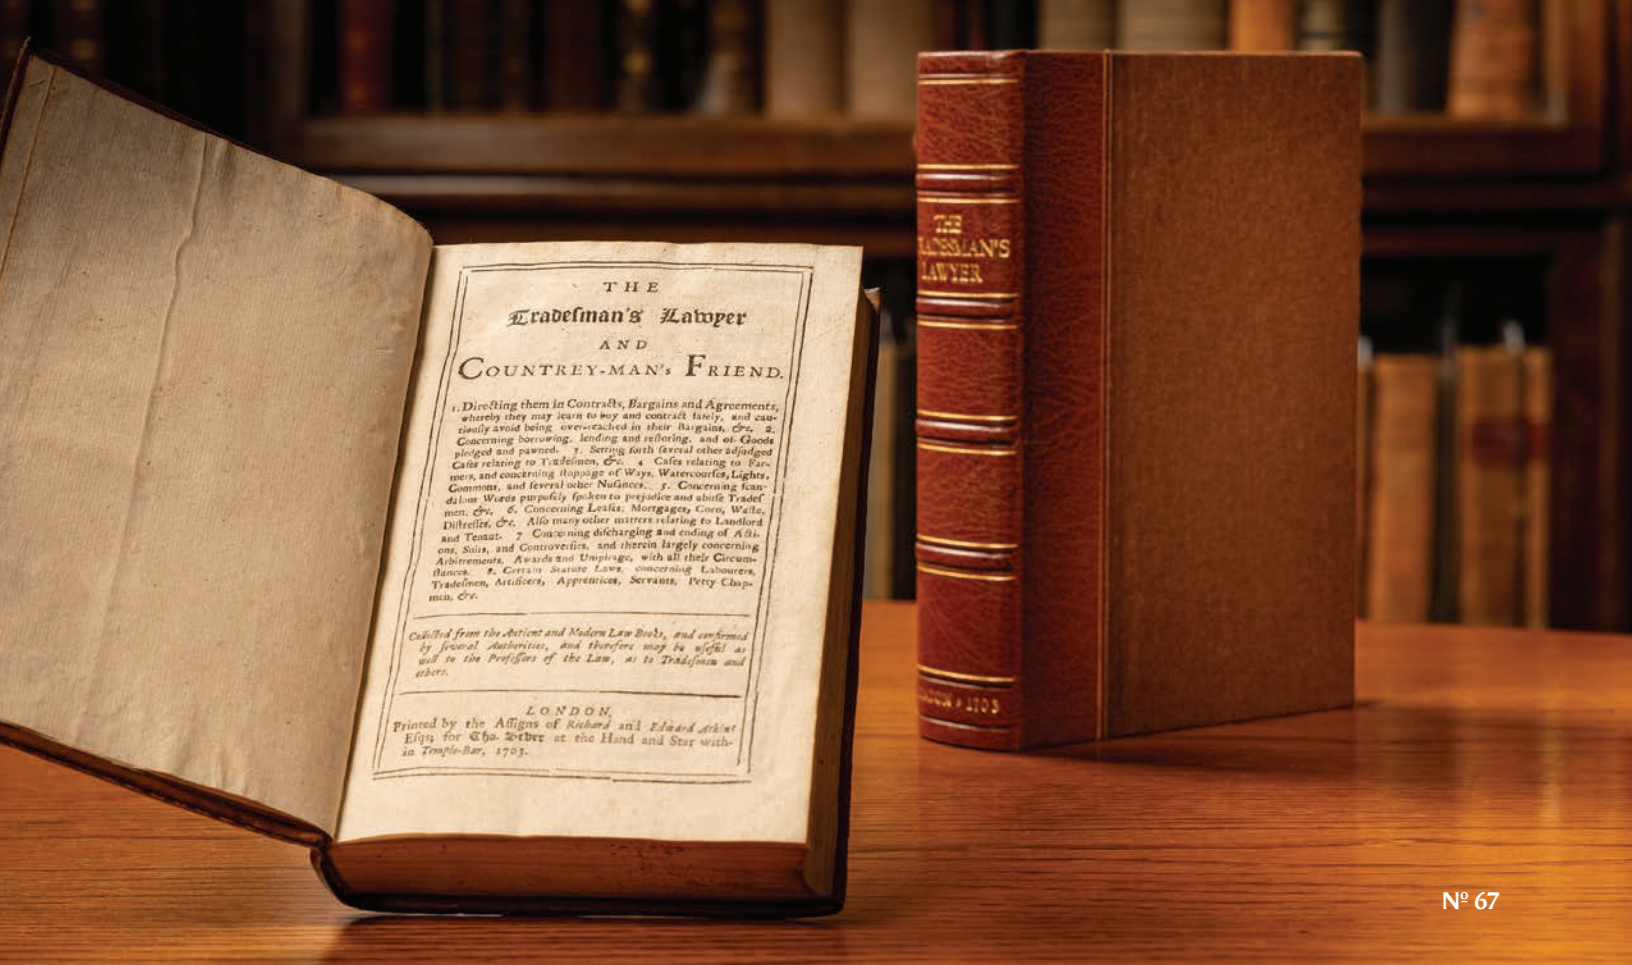 THE
Tradeſman's Lawyer
AND
COUNTREY-MAN's FRIEND.
1. Directing them in Contracts, Bargains and Agreements,
whereby they may learn to buy and contract ſafely, and cau-
tiouſly avoid being over-reached in their Bargains, &c. 2.
Concerning borrowing, lending and reſtoring, and of Goods
pledged and pawned. 3. Setting forth ſeveral other adjudged
Caſes relating to Tradeſmen, &c. 4 Caſes relating to Far-
mers, and concerning ſtoppage of Ways, Watercourſes, Lights,
Commons, and ſeveral other Nuſances. 5. Concerning ſcan-
dalous Words purpoſely ſpoken to prejudice and abuſe Tradeſ
men, &c. 6. Concerning Leaſes, Mortgages, Corn, Waſte,
Diſtreſſes, &c. Alſo many other matters relating to Landlord
and Tenant. 7 Concerning diſcharging and ending of Acti-
ons, Suits, and Controverſies, and therein largely concerning
Arbitrements, Awards and Umpirage, with all their Circum-
ſtances. 8. Certain Statute Laws, concerning Labourers,
Tradeſmen, Artificers, Apprentices, Servants, Petty Chap-
men, &c.
Collected from the Antient and Modern Law Books, and confirmed
by ſeveral Authorities, and therefore may be uſeful as
well to the Profeſſors of the Law, as to Tradeſmen and
others.
LONDON,
Printed by the Aſſigns of Richard and Edward Atkins
Eſqs; for Tho. at the Hand and Star with-
in Temple-Bar, 1703.
THE
RADESMAN'S
LAWYER
NDON • 1703
Nº 67